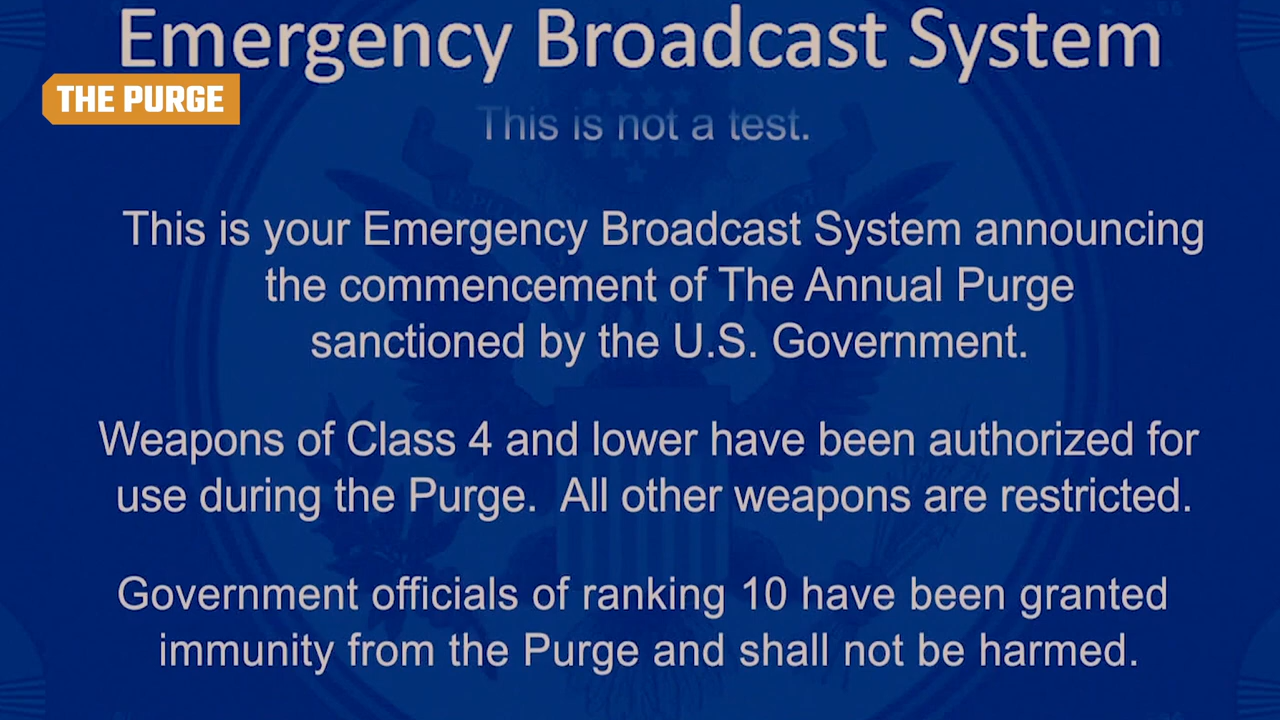 Emergency Broadcast System
THE PURGE
This is not a test.
This is your Emergency Broadcast System announcing
the commencement of The Annual Purge
sanctioned by the U.S. Government.
Weapons of Class 4 and lower have been authorized for
use during the Purge.  All other weapons are restricted.
Government officials of ranking 10 have been granted
immunity from the Purge and shall not be harmed.